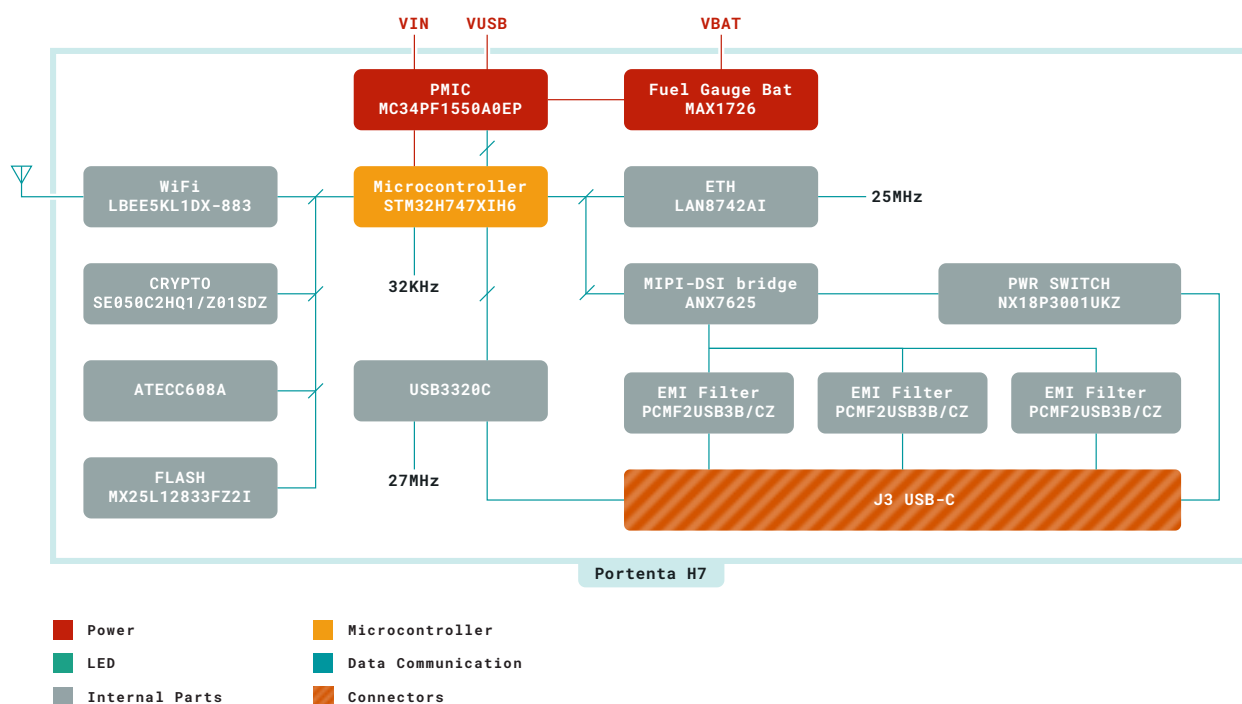 VIN
VUSB
VBAT
PMIC
MC34PF1550A0EP
Fuel Gauge Bat
MAX1726
WiFi
LBEE5KL1DX-883
Microcontroller
STM32H747XIH6
ETH
LAN8742AI
25MHz
CRYPTO
SE050C2HQ1/Z01SDZ
32KHz
MIPI-DSI bridge
ANX7625
PWR SWITCH
NX18P3001UKZ
ATECC608A
USB3320C
EMI Filter
PCMF2USB3B/CZ
EMI Filter
PCMF2USB3B/CZ
EMI Filter
PCMF2USB3B/CZ
FLASH
MX25L12833FZ2I
27MHz
J3 USB-C
Portenta H7
Power
Microcontroller
LED
Data Communication
Internal Parts
Connectors